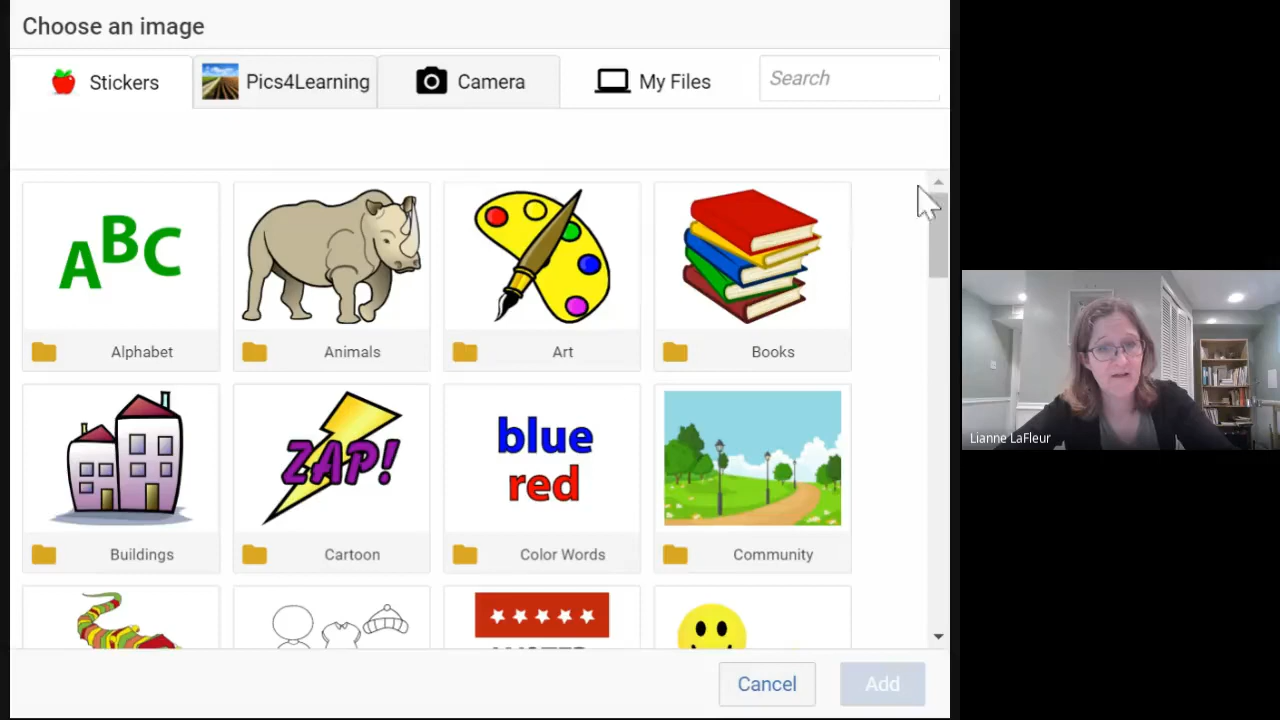 Choose an image
Stickers
Pics4Learning
Camera
My Files
Search
ABC
Alphabet
Animals
Art
Books
Buildings
ZAP!
Cartoon
blue
red
Color Words
Community
Cancel
Add
Lianne LaFleur